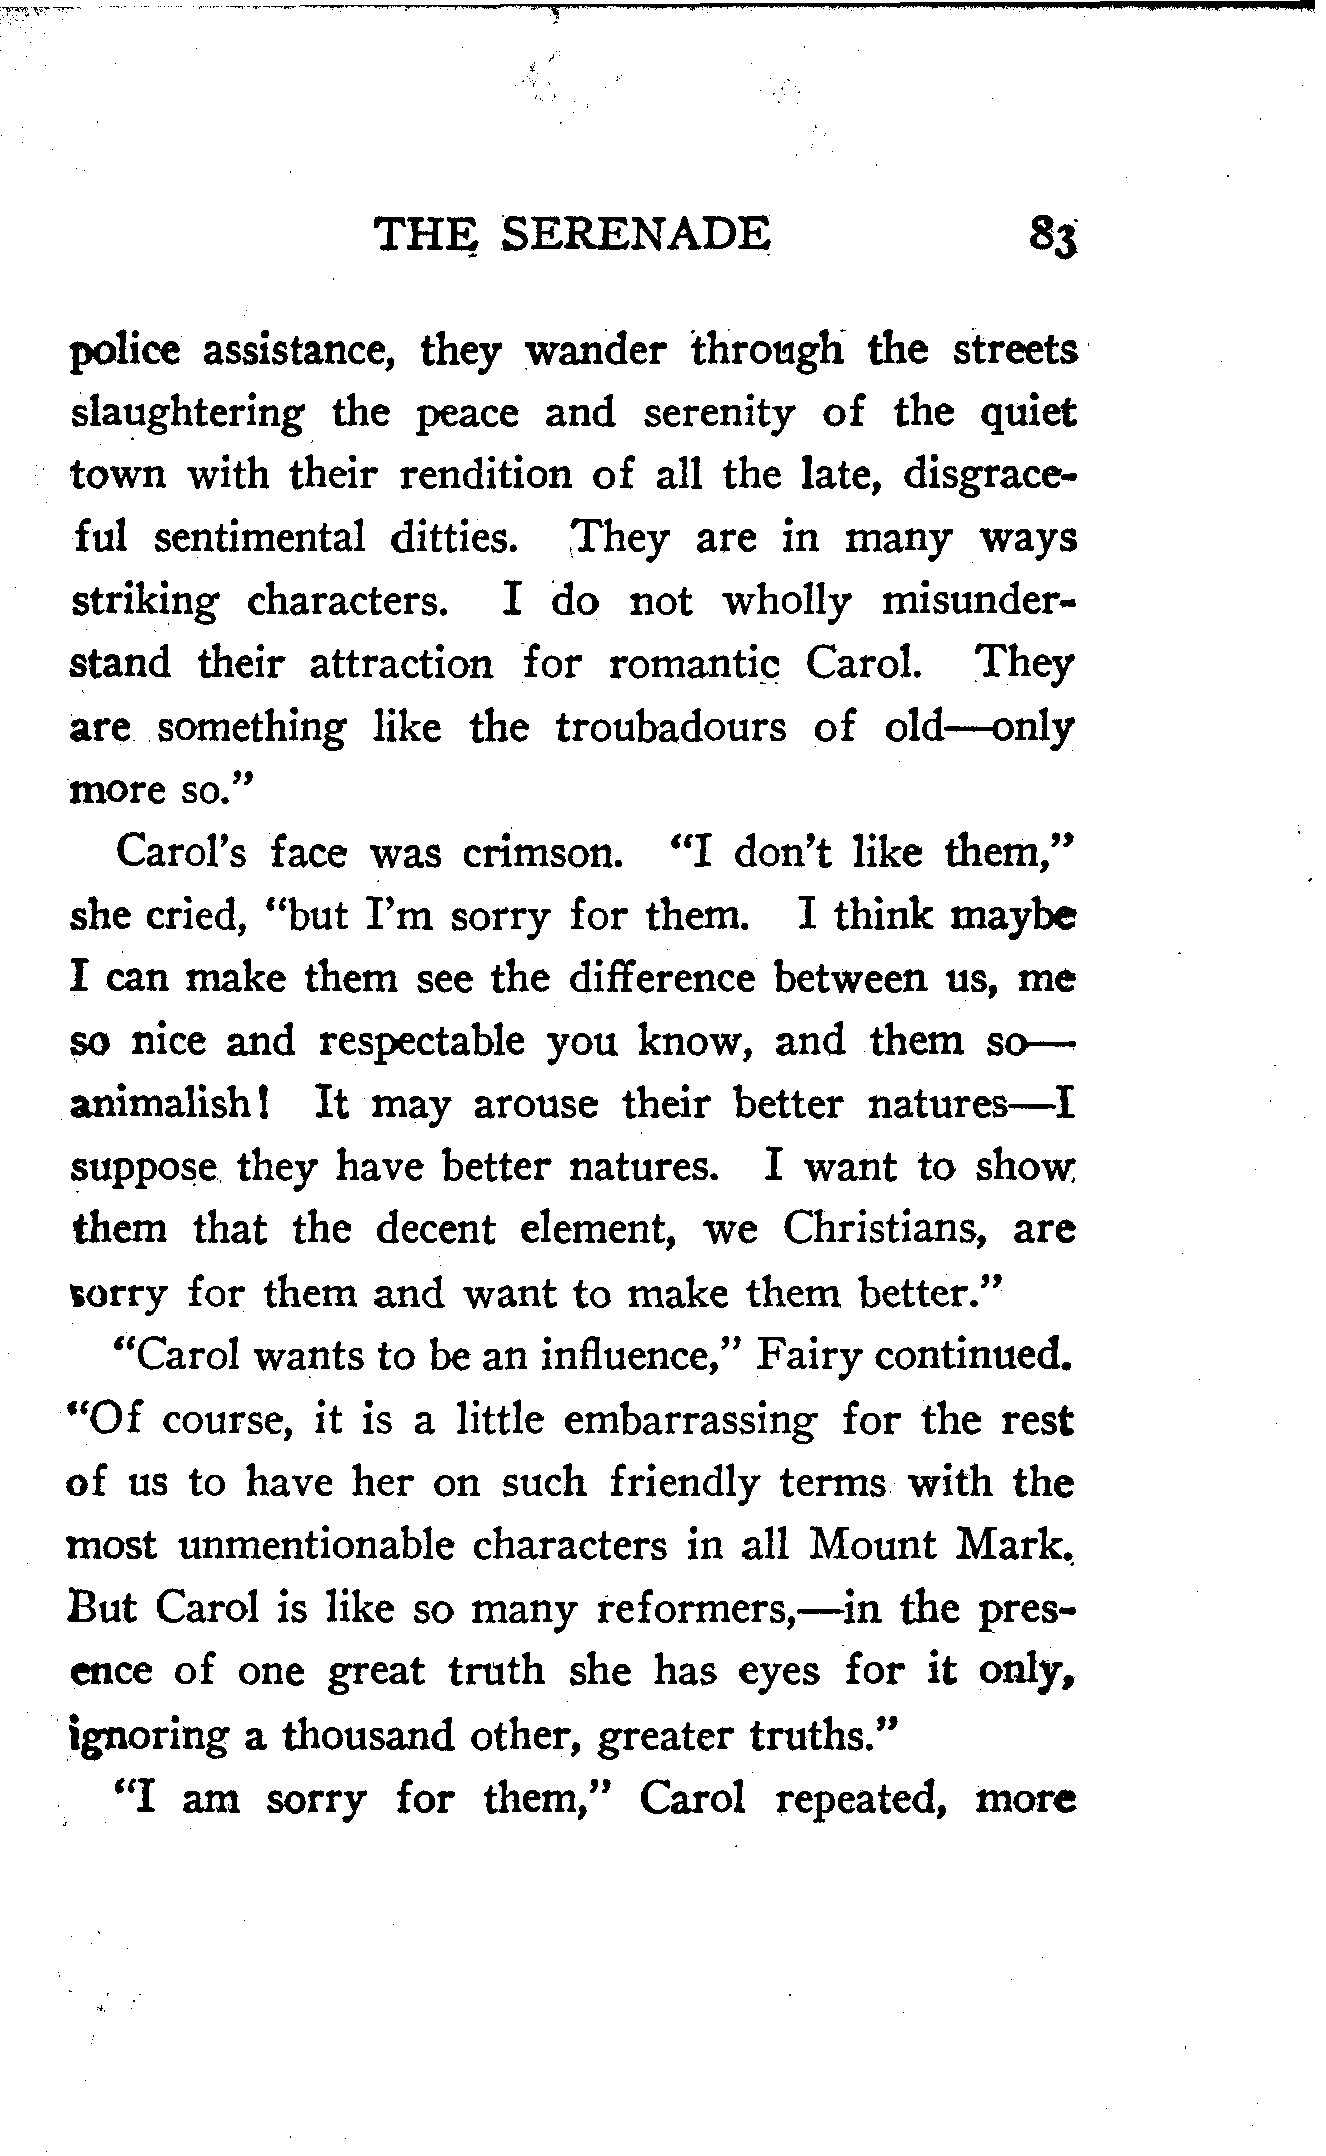 THE SERENADE 83
police assistance, they wander through the streets
slaughtering the peace and serenity of the quiet
town with their rendition of all the late, disgrace-
ful sentimental ditties. They are in many ways
striking characters. I do not wholly misunder-
stand their attraction for romantic Carol. They
are something like the troubadours of old—only
more so.”
Carol’s face was crimson. “I don’t like them,”
she cried, “but I’m sorry for them. I think maybe
I can make them see the difference between us, me
so nice and respectable you know, and them so—
animalish! It may arouse their better natures—I
suppose they have better natures. I want to show
them that the decent element, we Christians, are
sorry for them and want to make them better.”
“Carol wants to be an influence,” Fairy continued.
“Of course, it is a little embarrassing for the rest
of us to have her on such friendly terms with the
most unmentionable characters in all Mount Mark.
But Carol is like so many reformers,—in the pres-
ence of one great truth she has eyes for it only,
ignoring a thousand other, greater truths.”
“I am sorry for them,” Carol repeated, more